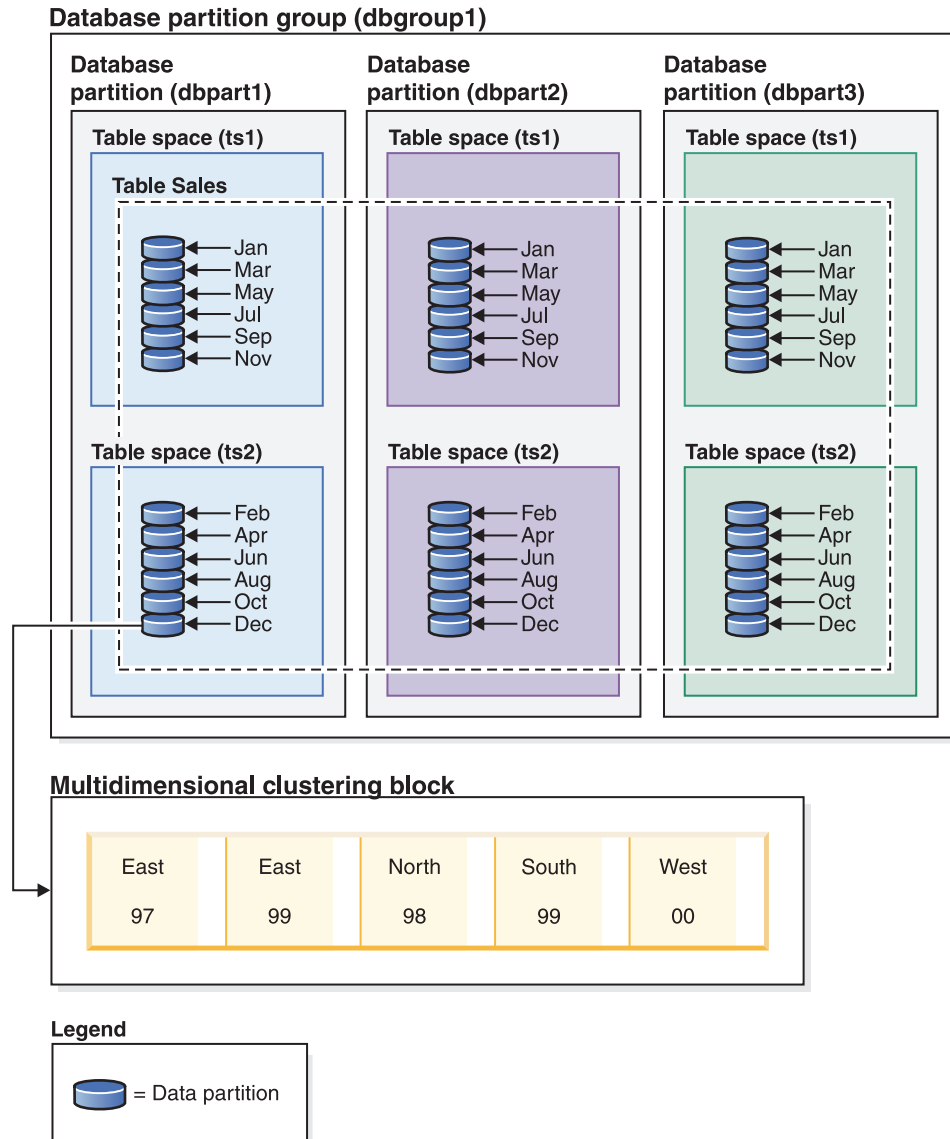 Database partition group (dbgroup1)
Database
partition (dbpart1)
Database
partition (dbpart2)
Database
partition (dbpart3)
Table space (ts1)
Table space (ts1)
Table space (ts1)
Table Sales
Jan
Mar
May
Jul
Sep
Nov
Jan
Mar
May
Jul
Sep
Nov
Jan
Mar
May
Jul
Sep
Nov
Table space (ts2)
Table space (ts2)
Table space (ts2)
Feb
Apr
Jun
Aug
Oct
Dec
Feb
Apr
Jun
Aug
Oct
Dec
Feb
Apr
Jun
Aug
Oct
Dec
Multidimensional clustering block
East
97
East
99
North
98
South
99
West
00
Legend
= Data partition